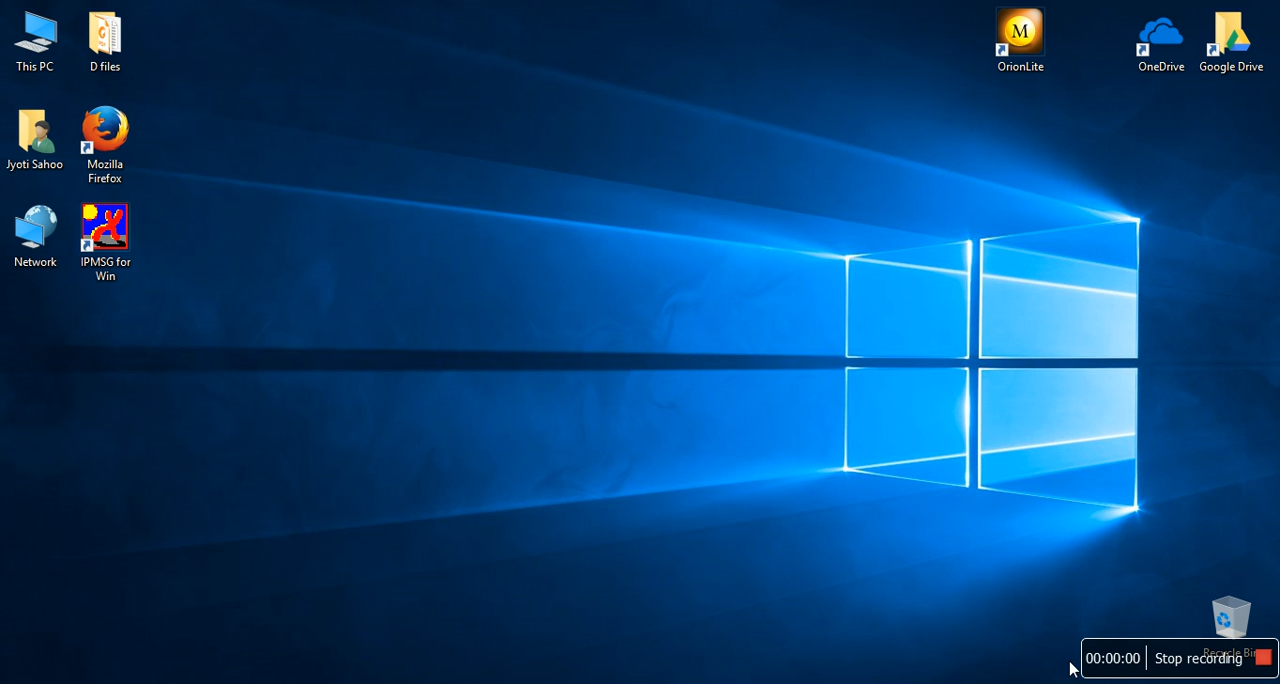 This PC
D files
M
OrionLite
OneDrive
Google Drive
Jyoti Sahoo
Mozilla
Firefox
Network
IPMSG for
Win
Recycle Bin
00:00:00
Stop recording